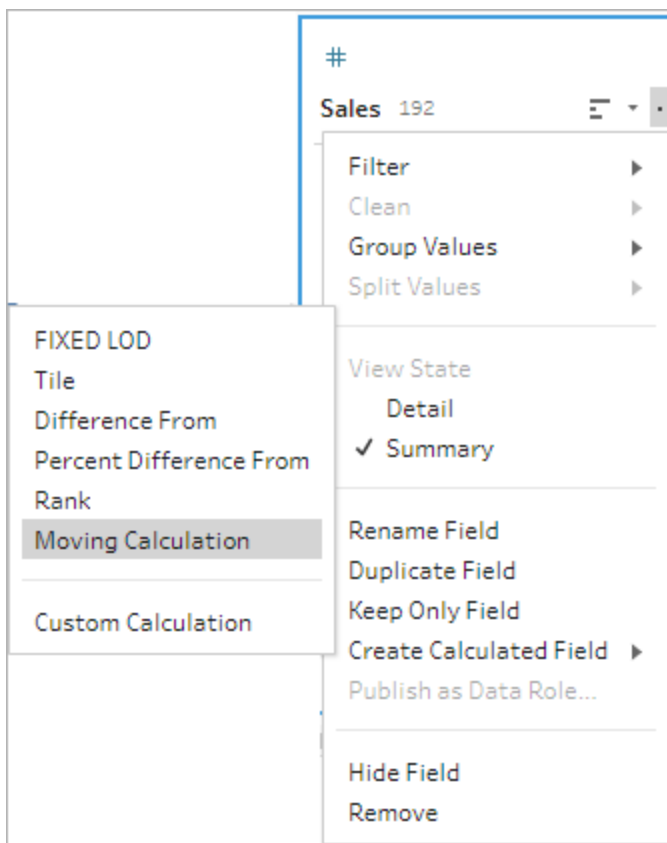 #
Sales 192
Filter
Clean
Group Values
Split Values
View State
Detail
✓ Summary
Rename Field
Duplicate Field
Keep Only Field
Create Calculated Field
Publish as Data Role...
Hide Field
Remove
FIXED LOD
Tile
Difference From
Percent Difference From
Rank
Moving Calculation
Custom Calculation